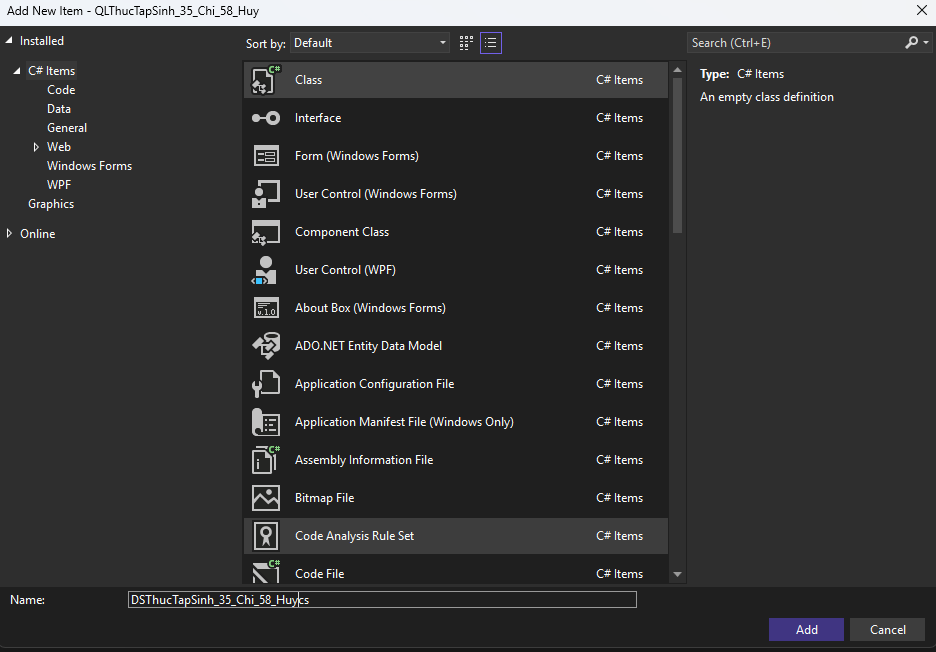 Add New Item - QLThucTapSinh_35_Chi_58_Huy
Installed
C# Items
Code
Data
General
Web
Windows Forms
WPF
Graphics
Online
Sort by: Default
Class C# Items
Interface C# Items
Form (Windows Forms) C# Items
User Control (Windows Forms) C# Items
Component Class C# Items
User Control (WPF) C# Items
About Box (Windows Forms) C# Items
ADO.NET Entity Data Model C# Items
Application Configuration File C# Items
Application Manifest File (Windows Only) C# Items
Assembly Information File C# Items
Bitmap File C# Items
Code Analysis Rule Set C# Items
Code File C# Items
Search (Ctrl+E)
Type: C# Items
An empty class definition
Name: DSThucTapSinh_35_Chi_58_Huycs
Add Cancel